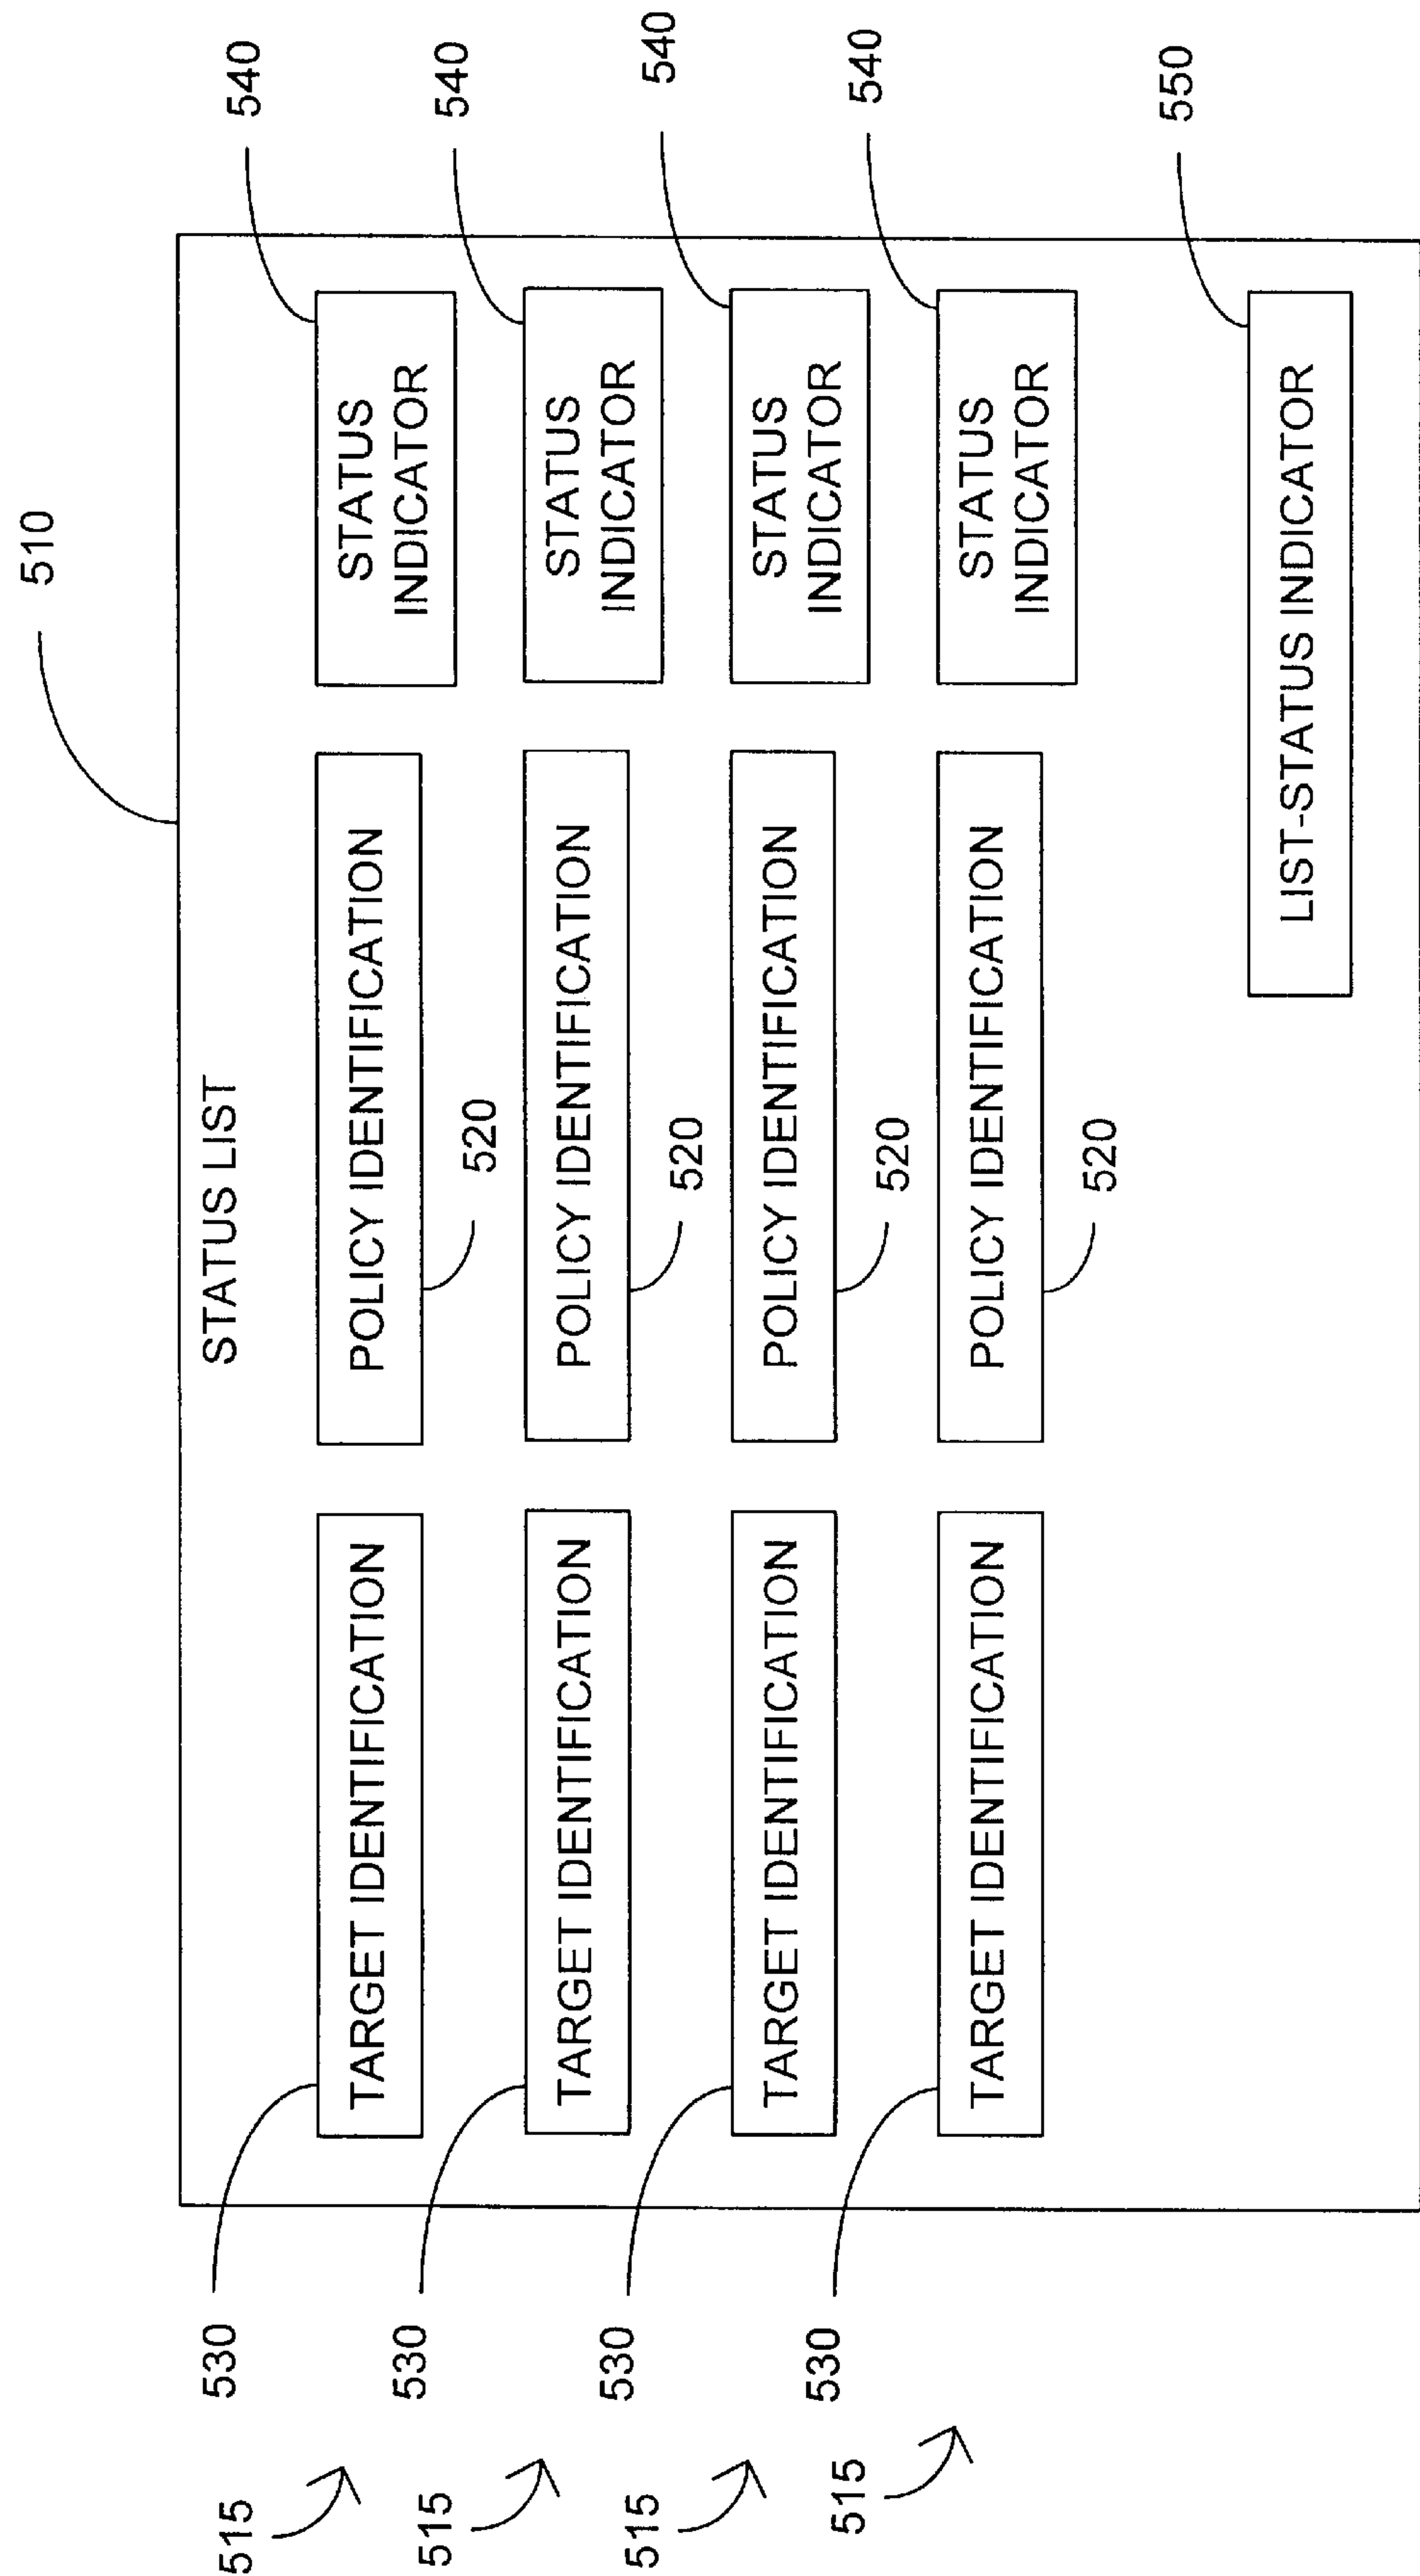 510
STATUS LIST
515
530
TARGET IDENTIFICATION
POLICY IDENTIFICATION
520
STATUS
INDICATOR
540
515
530
TARGET IDENTIFICATION
POLICY IDENTIFICATION
520
STATUS
INDICATOR
540
515
530
TARGET IDENTIFICATION
POLICY IDENTIFICATION
520
STATUS
INDICATOR
540
515
530
TARGET IDENTIFICATION
POLICY IDENTIFICATION
520
STATUS
INDICATOR
540
LIST-STATUS INDICATOR
550